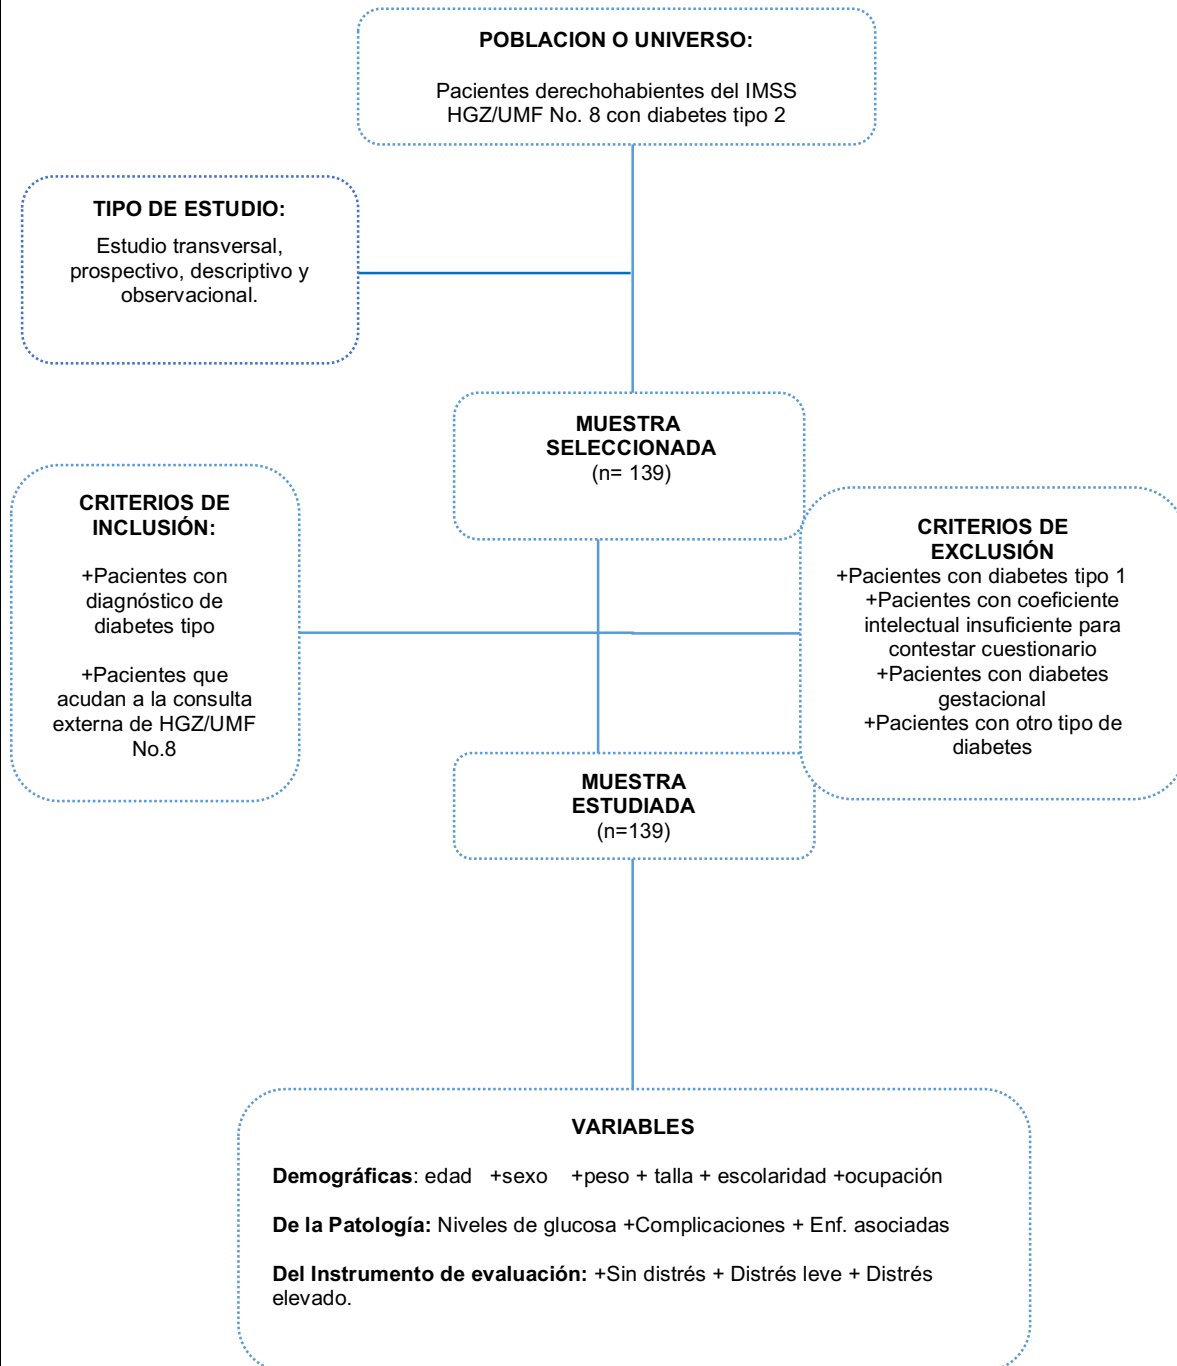 POBLACION O UNIVERSO:
Pacientes derechohabientes del IMSS
HGZ/UMF No. 8 con diabetes tipo 2
TIPO DE ESTUDIO:
Estudio transversal,
prospectivo, descriptivo y
observacional.
MUESTRA
SELECCIONADA
(n= 139)
CRITERIOS DE
INCLUSIÓN:
+Pacientes con
diagnóstico de
diabetes tipo
+Pacientes que
acudan a la consulta
externa de HGZ/UMF
No.8
CRITERIOS DE
EXCLUSIÓN
+Pacientes con diabetes tipo 1
+Pacientes con coeficiente
intelectual insuficiente para
contestar cuestionario
+Pacientes con diabetes
gestacional
+Pacientes con otro tipo de
diabetes
MUESTRA
ESTUDIADA
(n=139)
VARIABLES
Demográficas: edad +sexo +peso + talla + escolaridad +ocupación
De la Patología: Niveles de glucosa +Complicaciones + Enf. asociadas
Del Instrumento de evaluación: +Sin distrés + Distrés leve + Distrés
elevado.